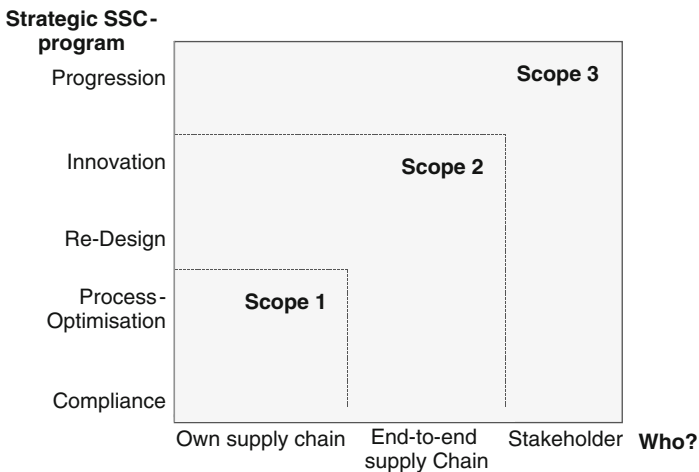 Strategic SSC-
program
Progression
Scope 3
Innovation
Scope 2
Re-Design
Process-
Optimisation
Scope 1
Compliance
Own supply chain
End-to-end
supply Chain
Stakeholder
Who?